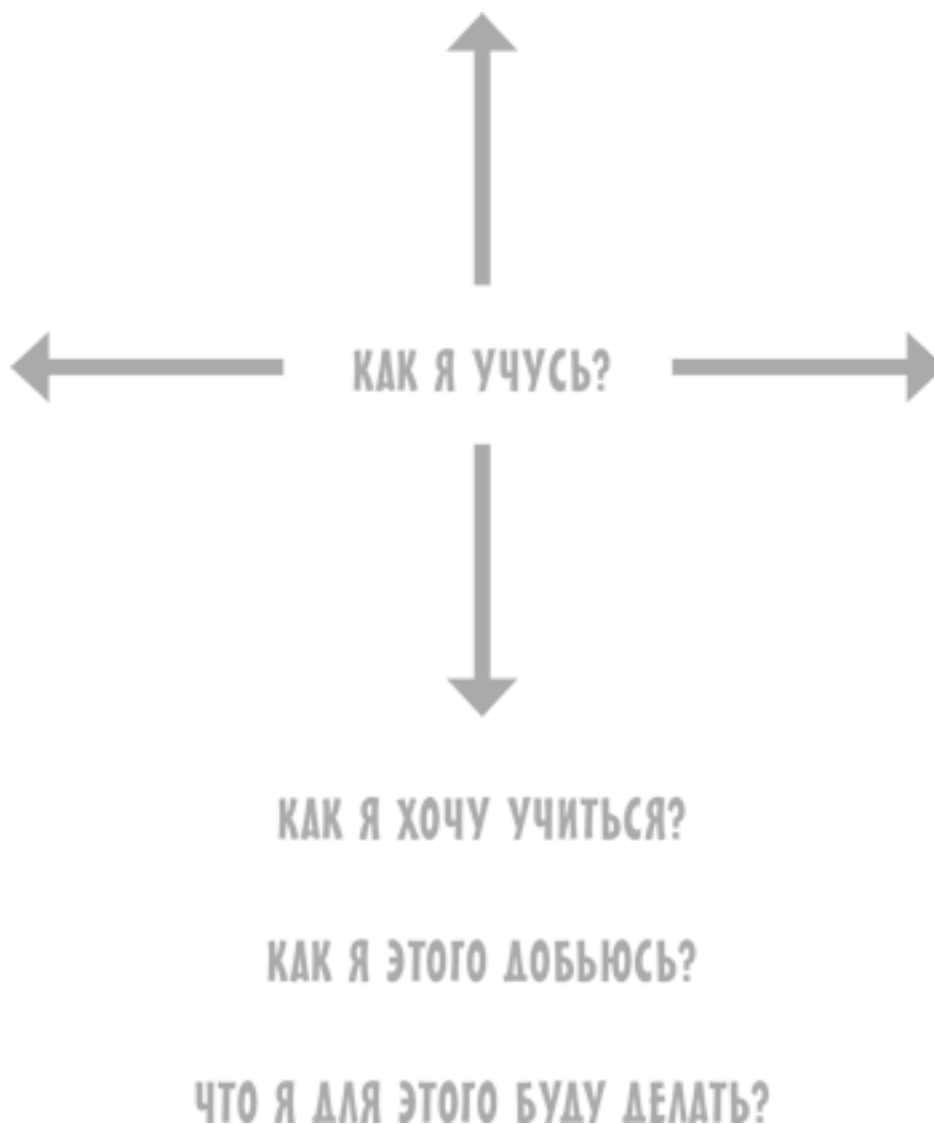 КАК Я УЧУСЬ?
КАК Я ХОЧУ УЧИТЬСЯ?
КАК Я ЭТОГО ДОБЬЮСЬ?
ЧТО Я ДЛЯ ЭТОГО БУДУ ДЕЛАТЬ?